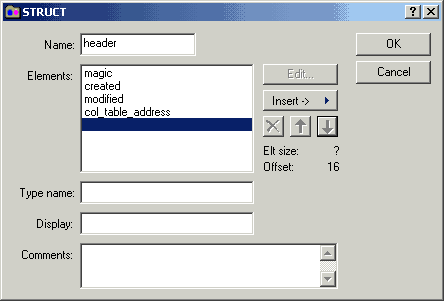 STRUCT
Name: header
OK
Cancel
Elements:
magic
created
modified
col_table_address
Edit...
Insert ->
Elt size: ?
Offset: 16
Type name:
Display:
Comments: